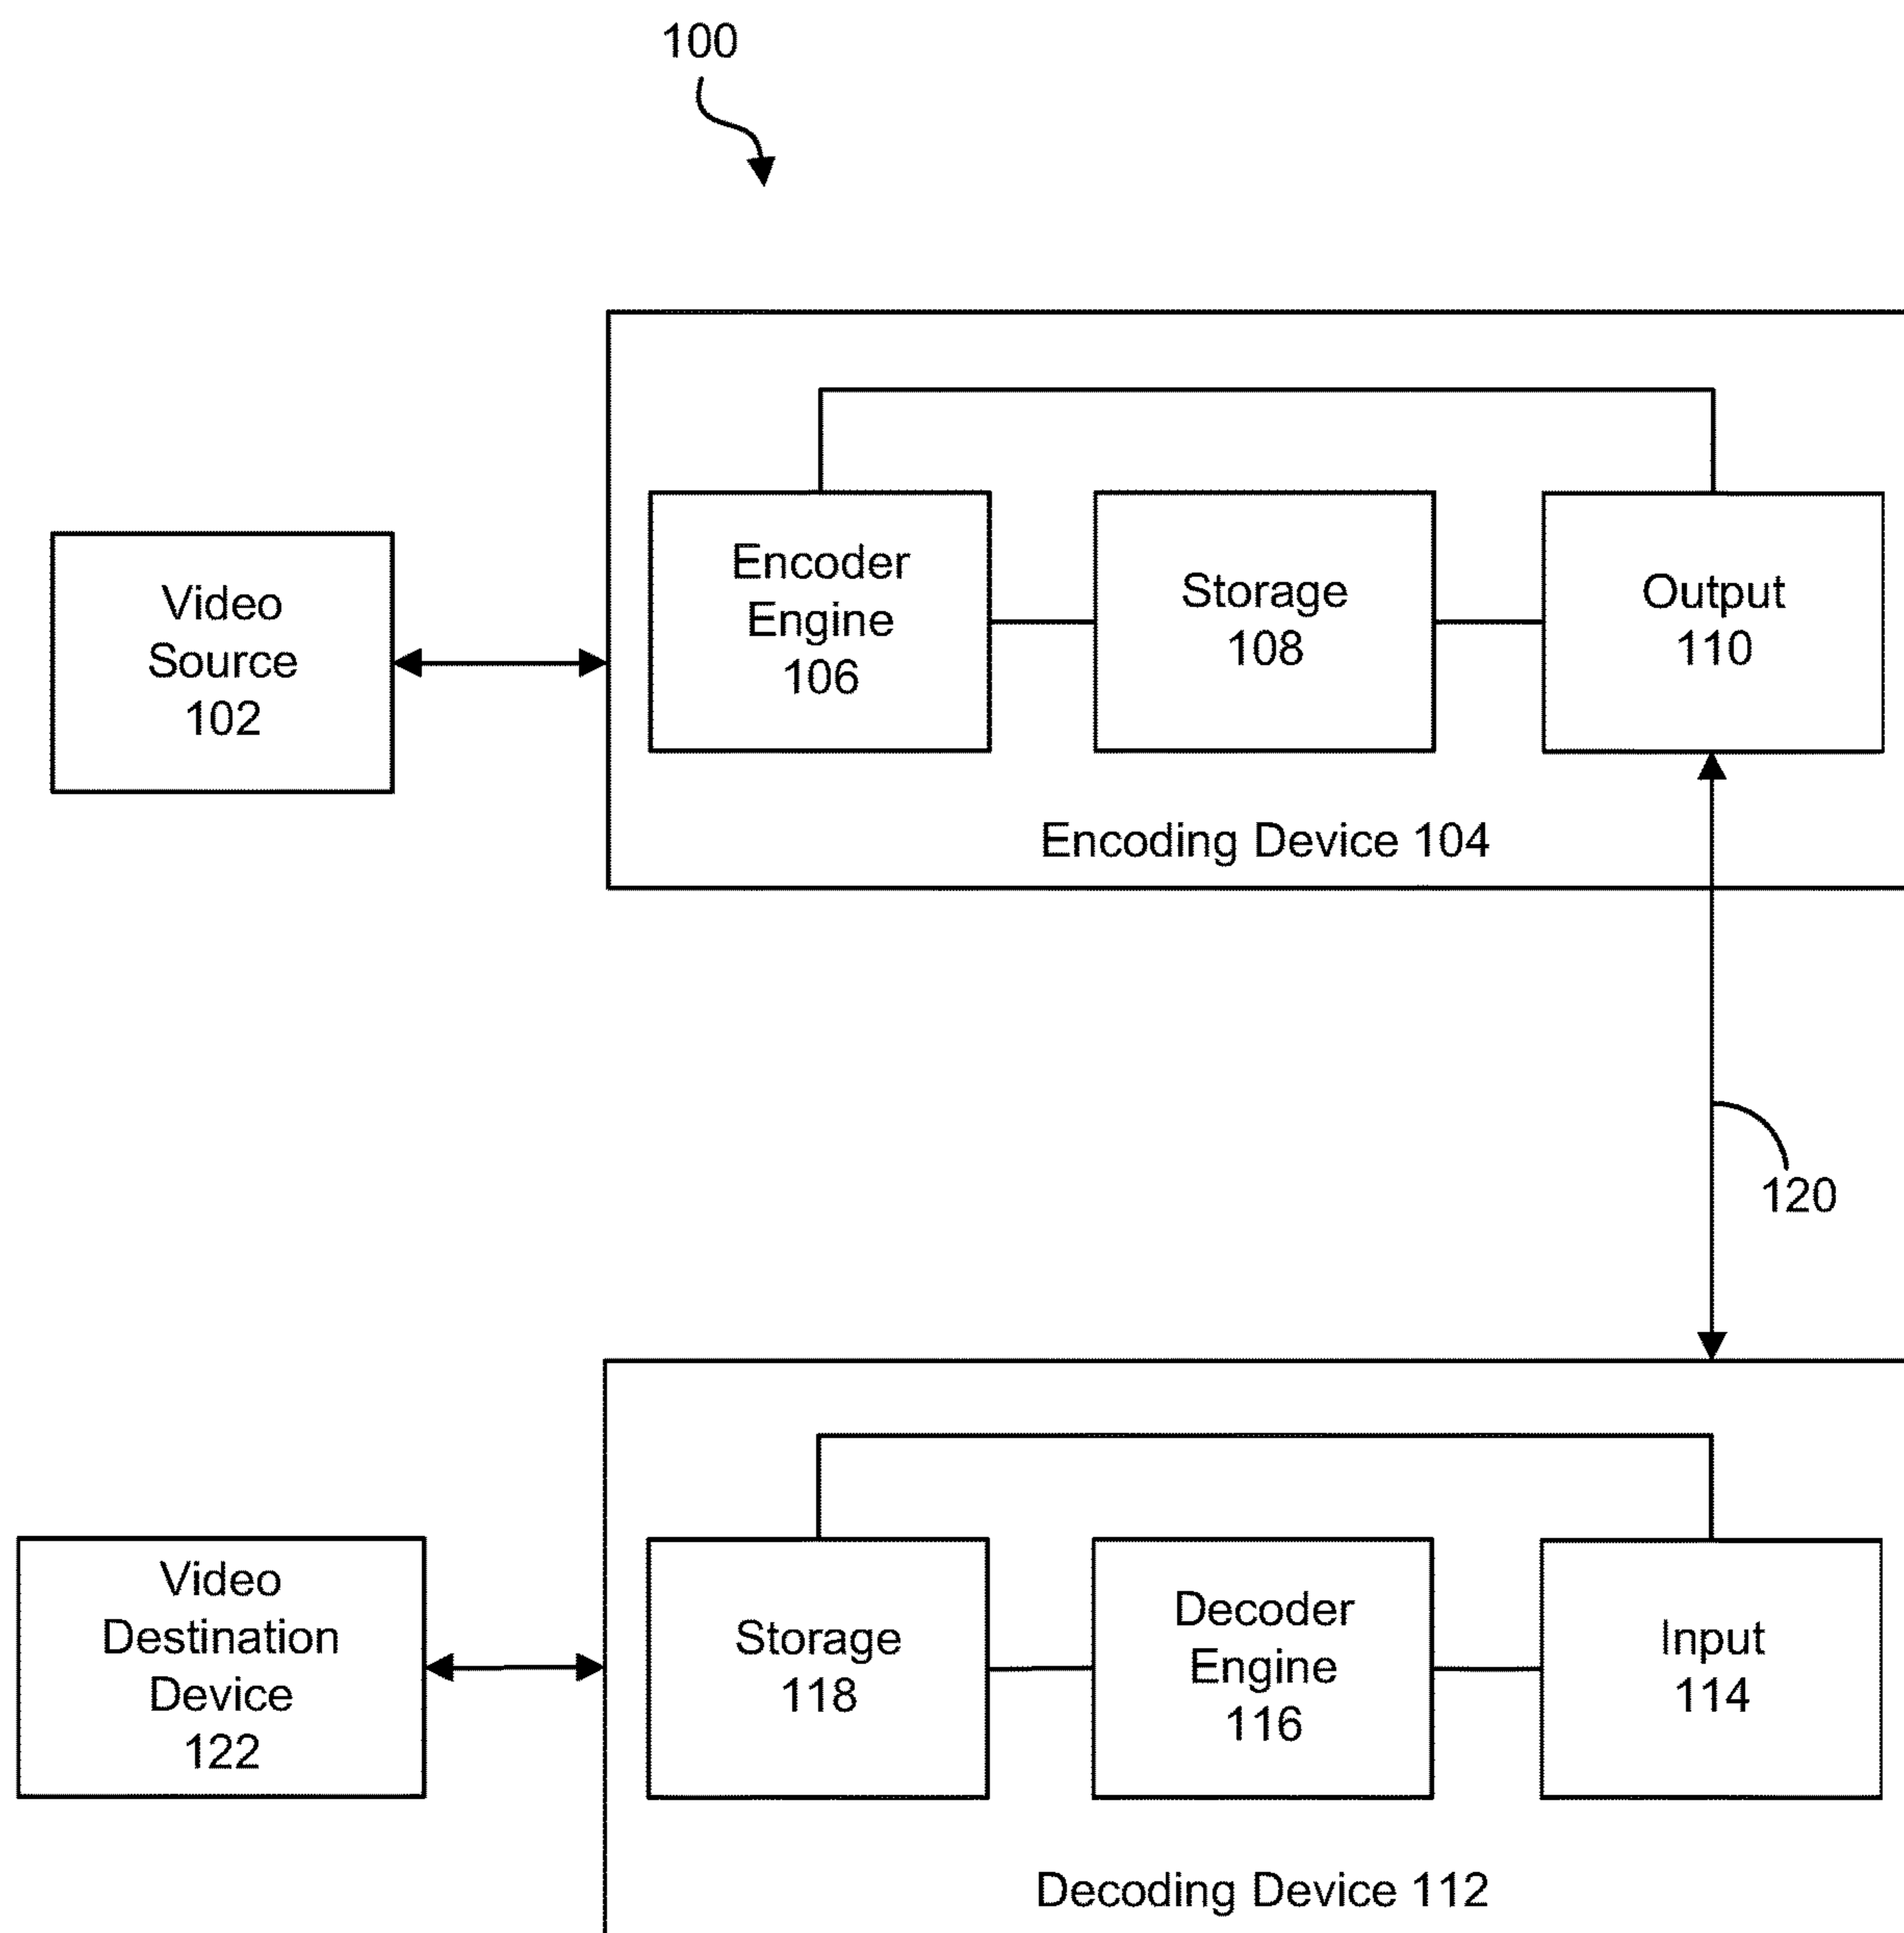 100
Video
Source
102
Encoder
Engine
106
Storage
108
Output
110
Encoding Device 104
120
Video
Destination
Device
122
Storage
118
Decoder
Engine
116
Input
114
Decoding Device 112